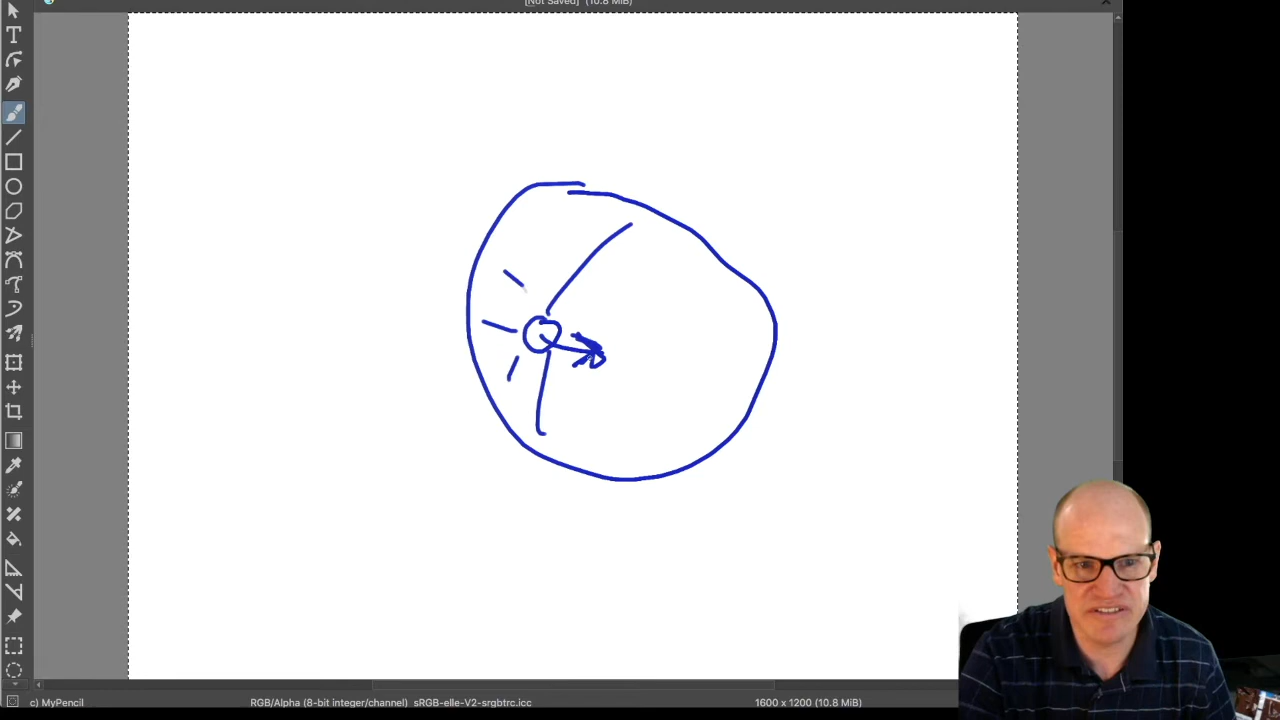 [Not Saved] (10.8 MiB)
T
c) MyPencil
RGB/Alpha (8-bit integer/channel) sRGB-elle-V2-srgbtrc.icc
1600 x 1200 (10.8 MiB)